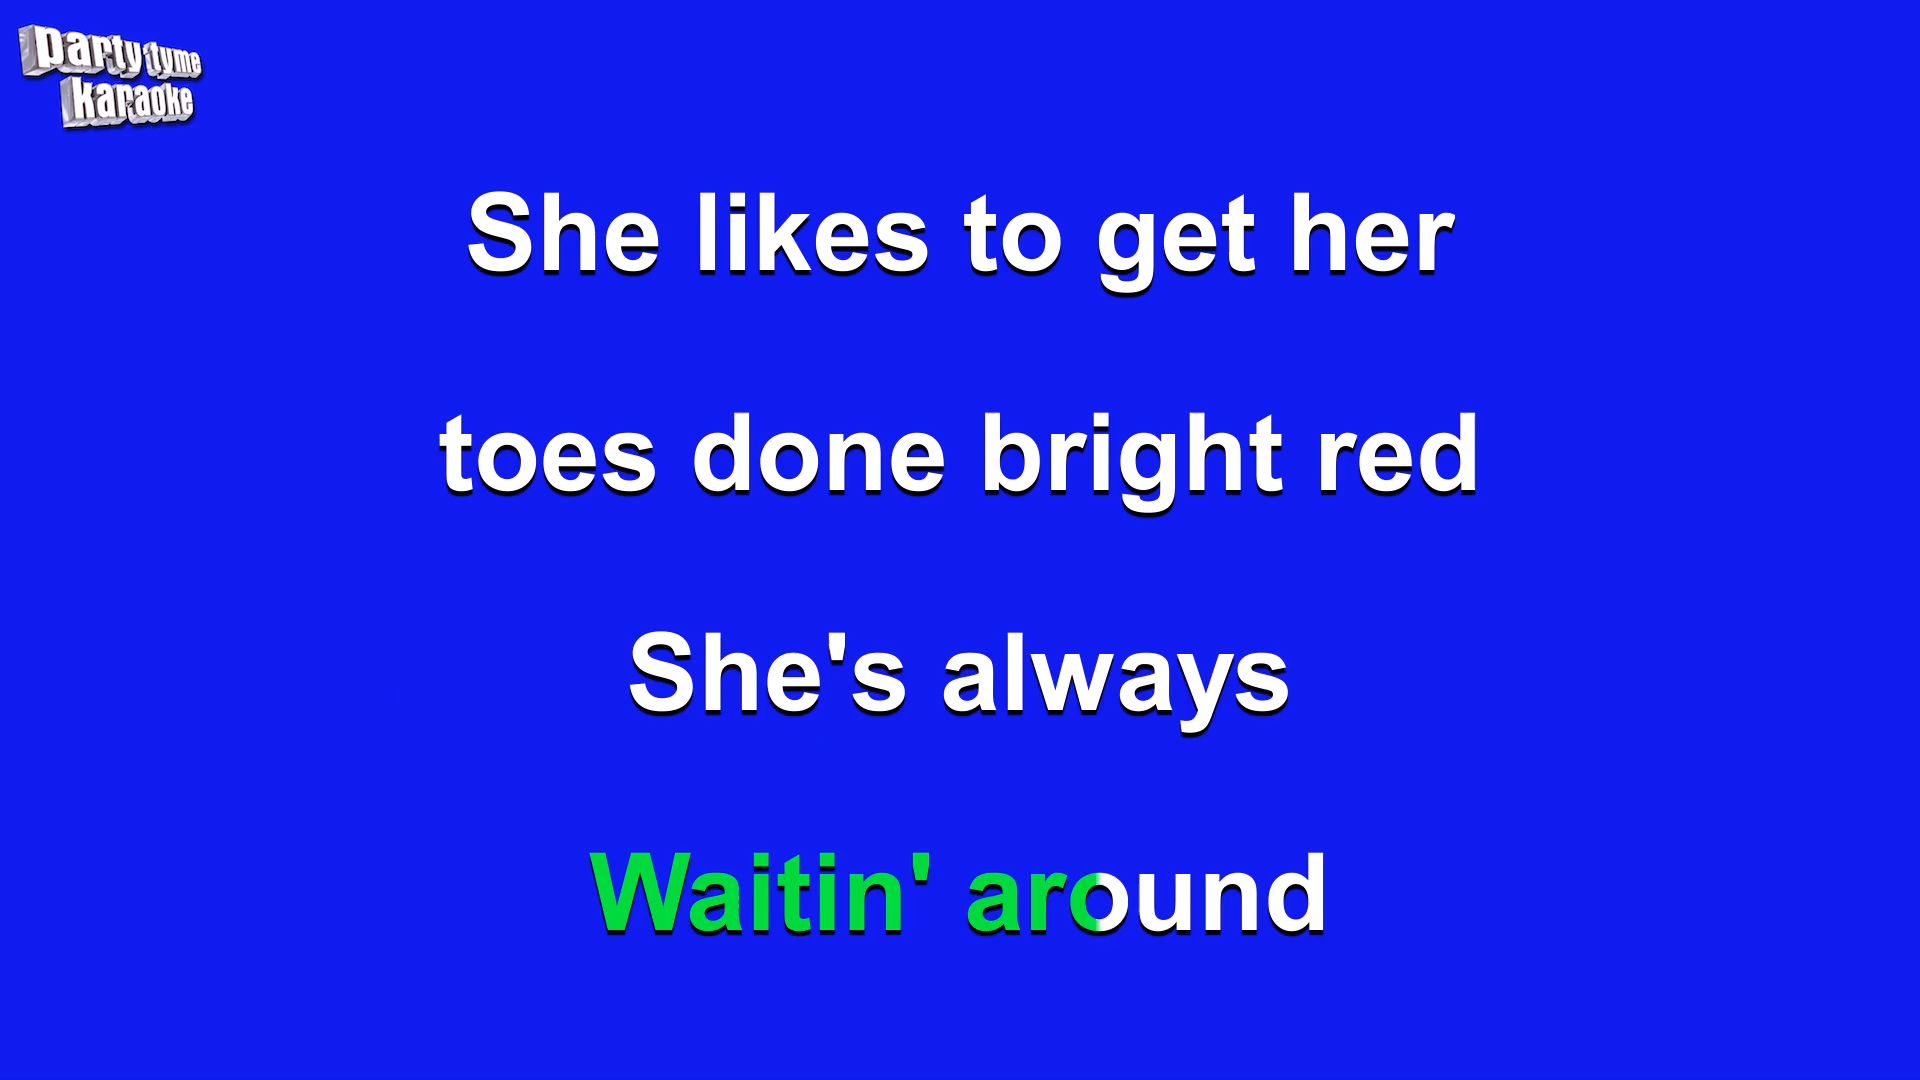 party tyme
karaoke
She likes to get her
toes done bright red
She's always
Waitin' around